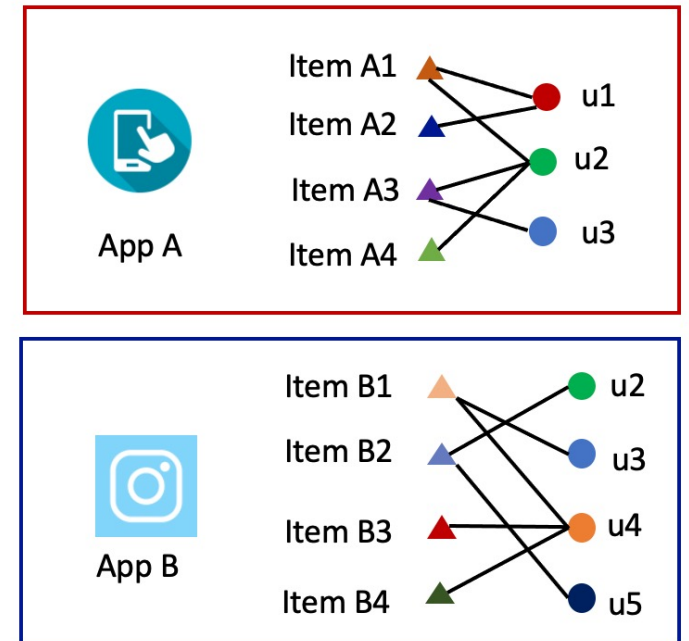 Item A1
u1
Item A2
u2
Item A3
u3
App A
Item A4
Item B1
u2
Item B2
u3
Item B3
u4
App B
Item B4
u5